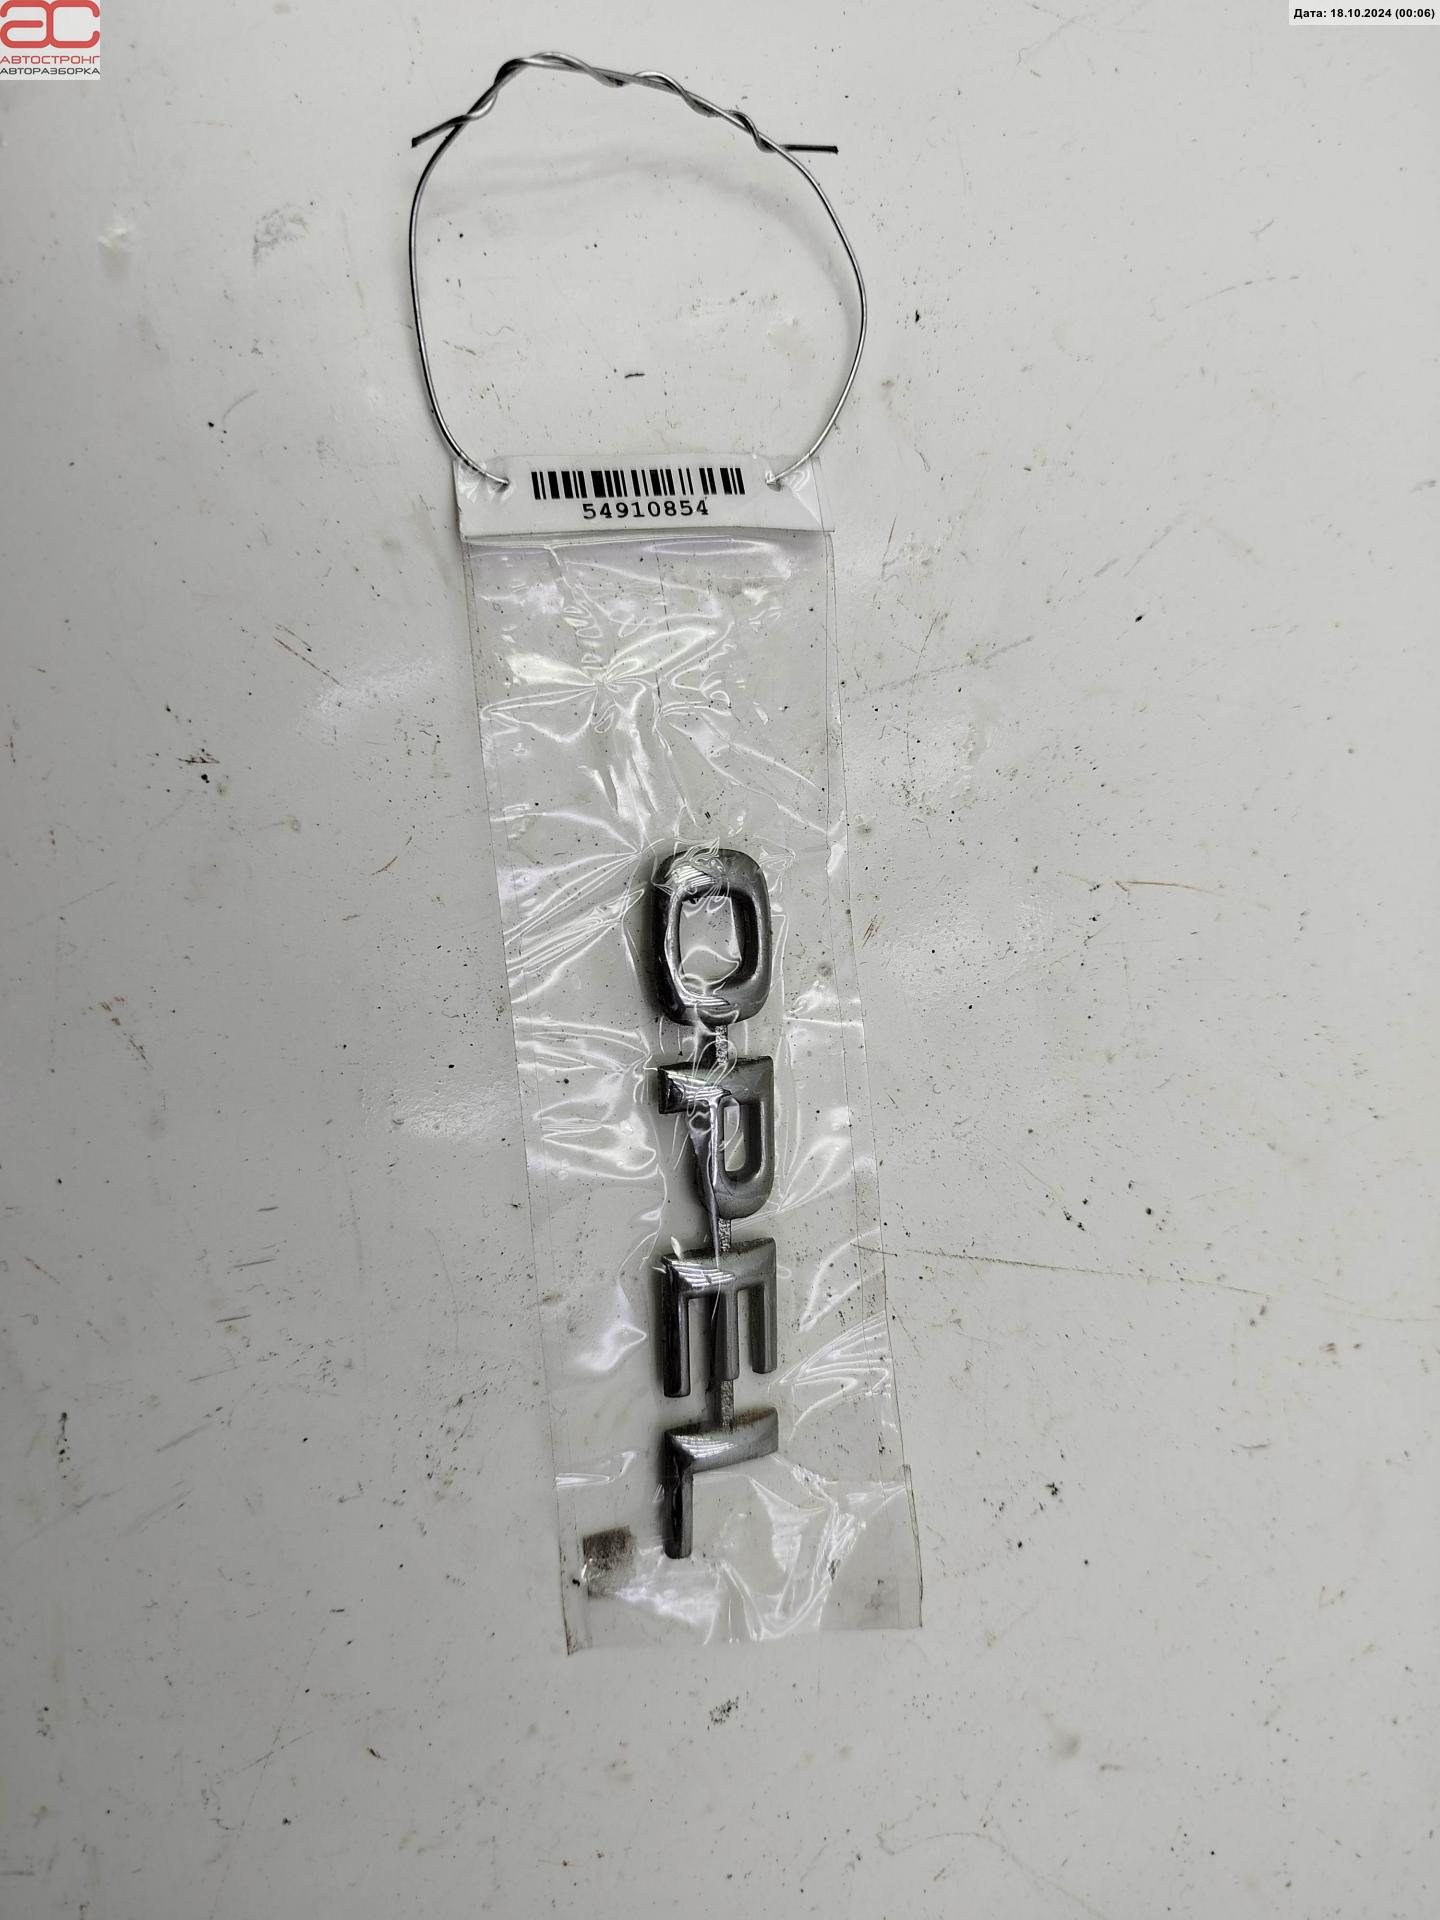 АС
АВТОСТРОНГ
АВТОРАЗБОРКА
Дата: 18.10.2024 (00:06)
54910854
OPEL